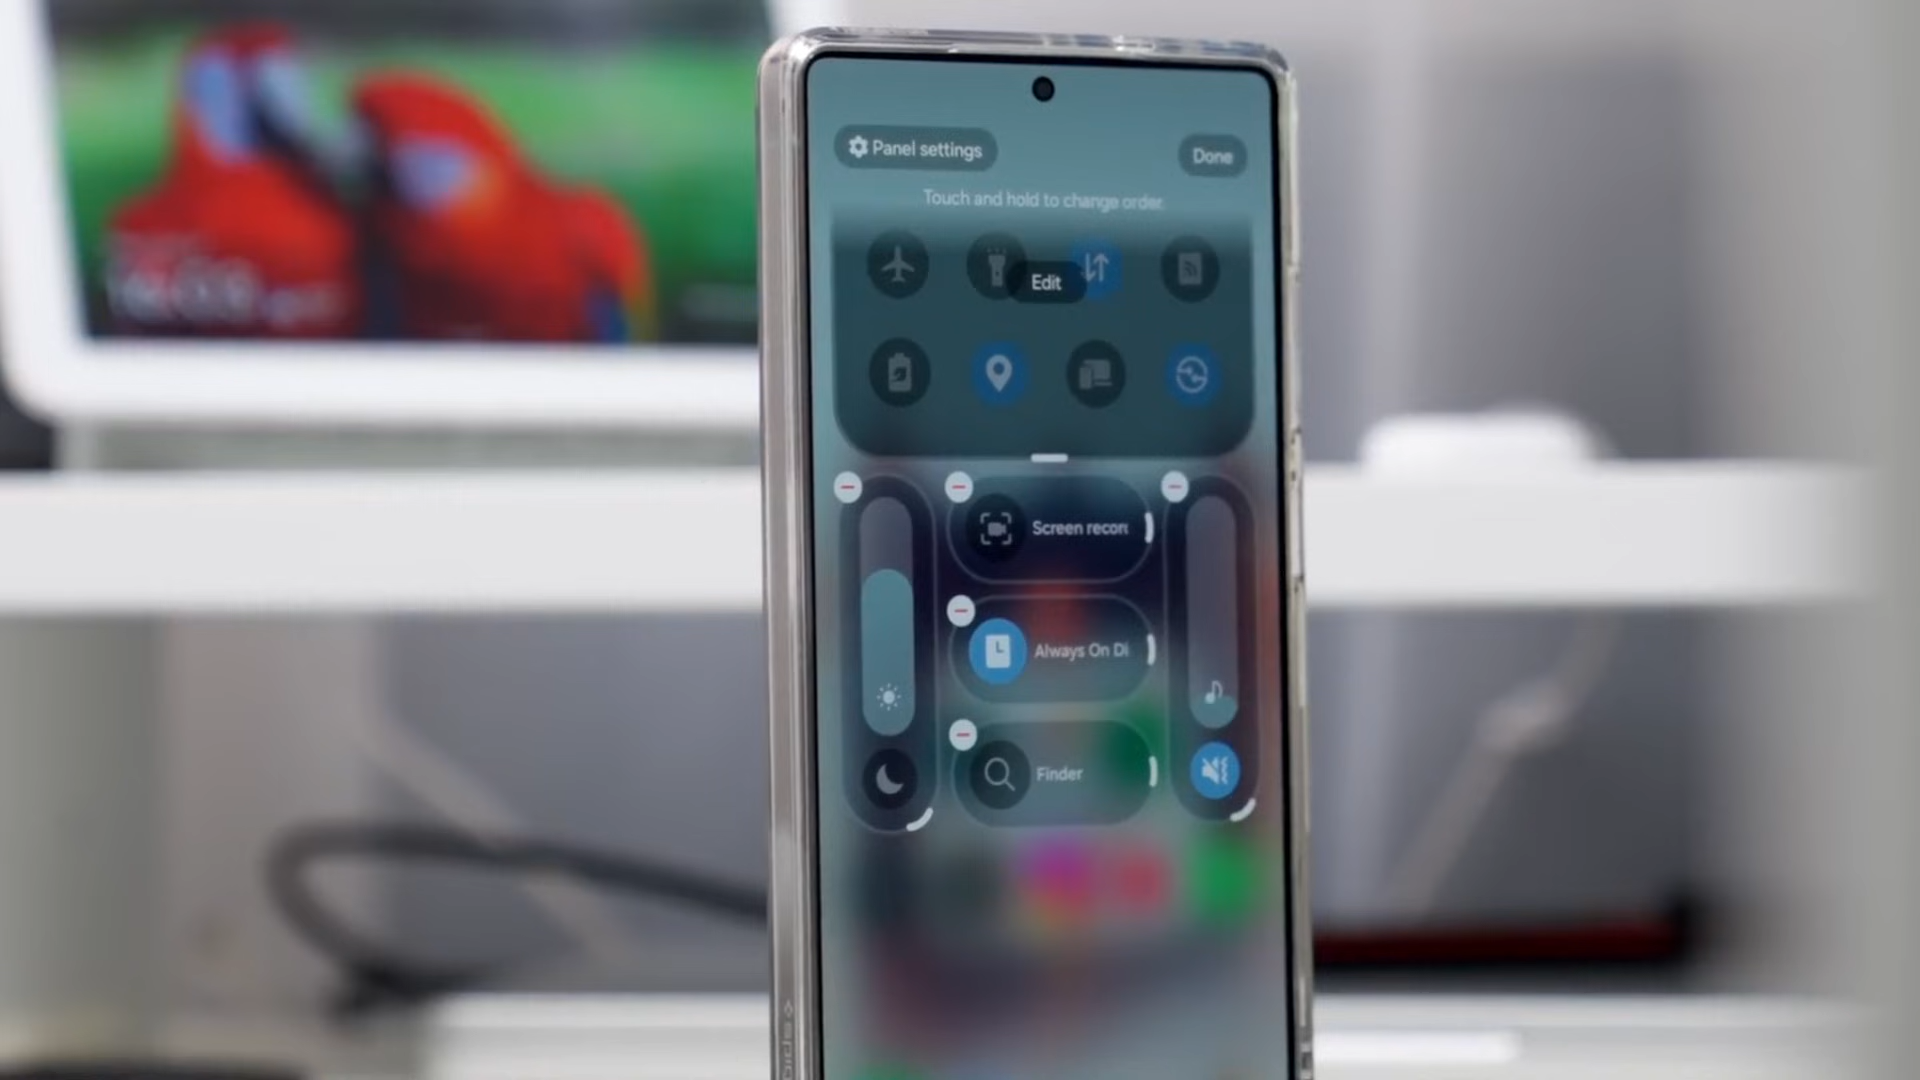 Panel settings
Done
Touch and hold to change order.
Edit
Screen recor
Always On Di
Finder